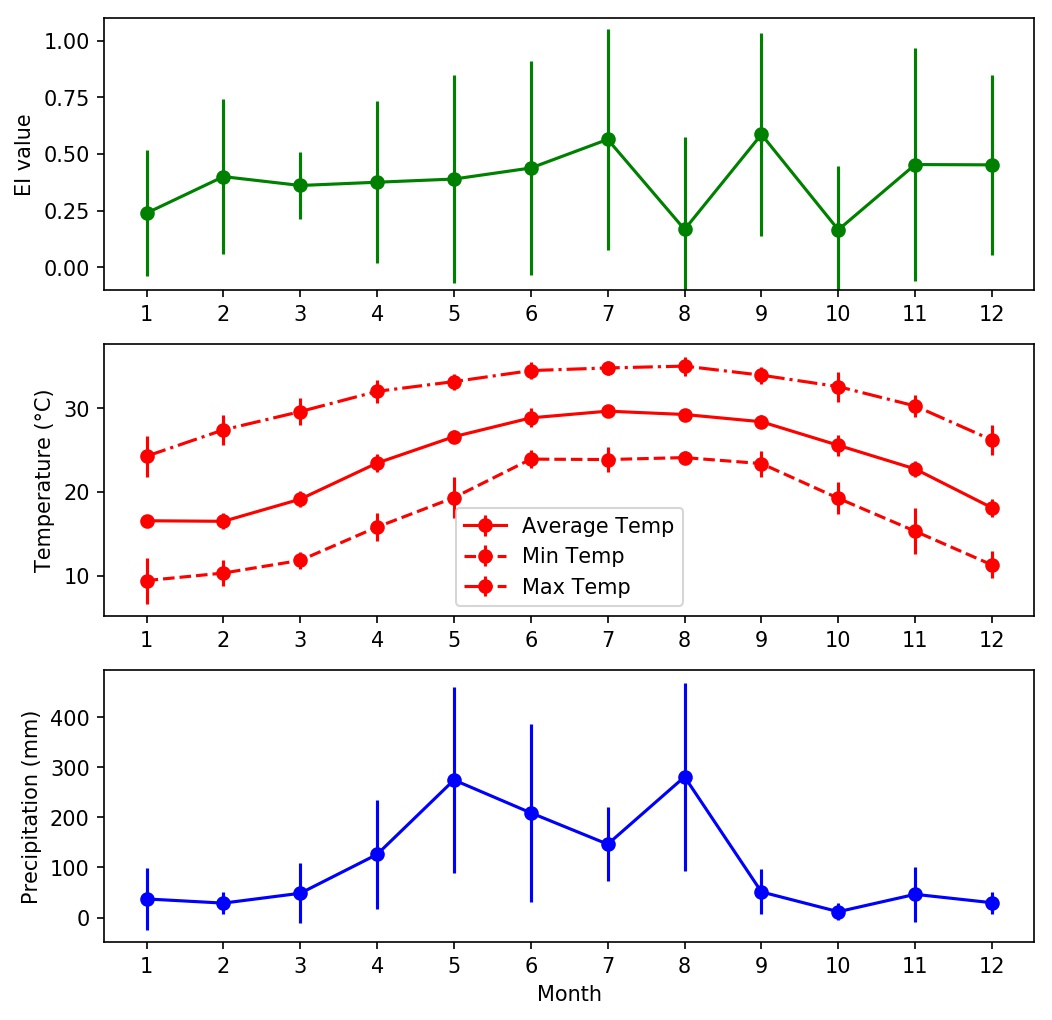 EI value
1.00
0.75
0.50
0.25
0.00
1 2 3 4 5 6 7 8 9 10 11 12
Temperature (°C)
30
20
10
Average Temp
Min Temp
Max Temp
1 2 3 4 5 6 7 8 9 10 11 12
Precipitation (mm)
400
300
200
100
0
1 2 3 4 5 6 7 8 9 10 11 12
Month